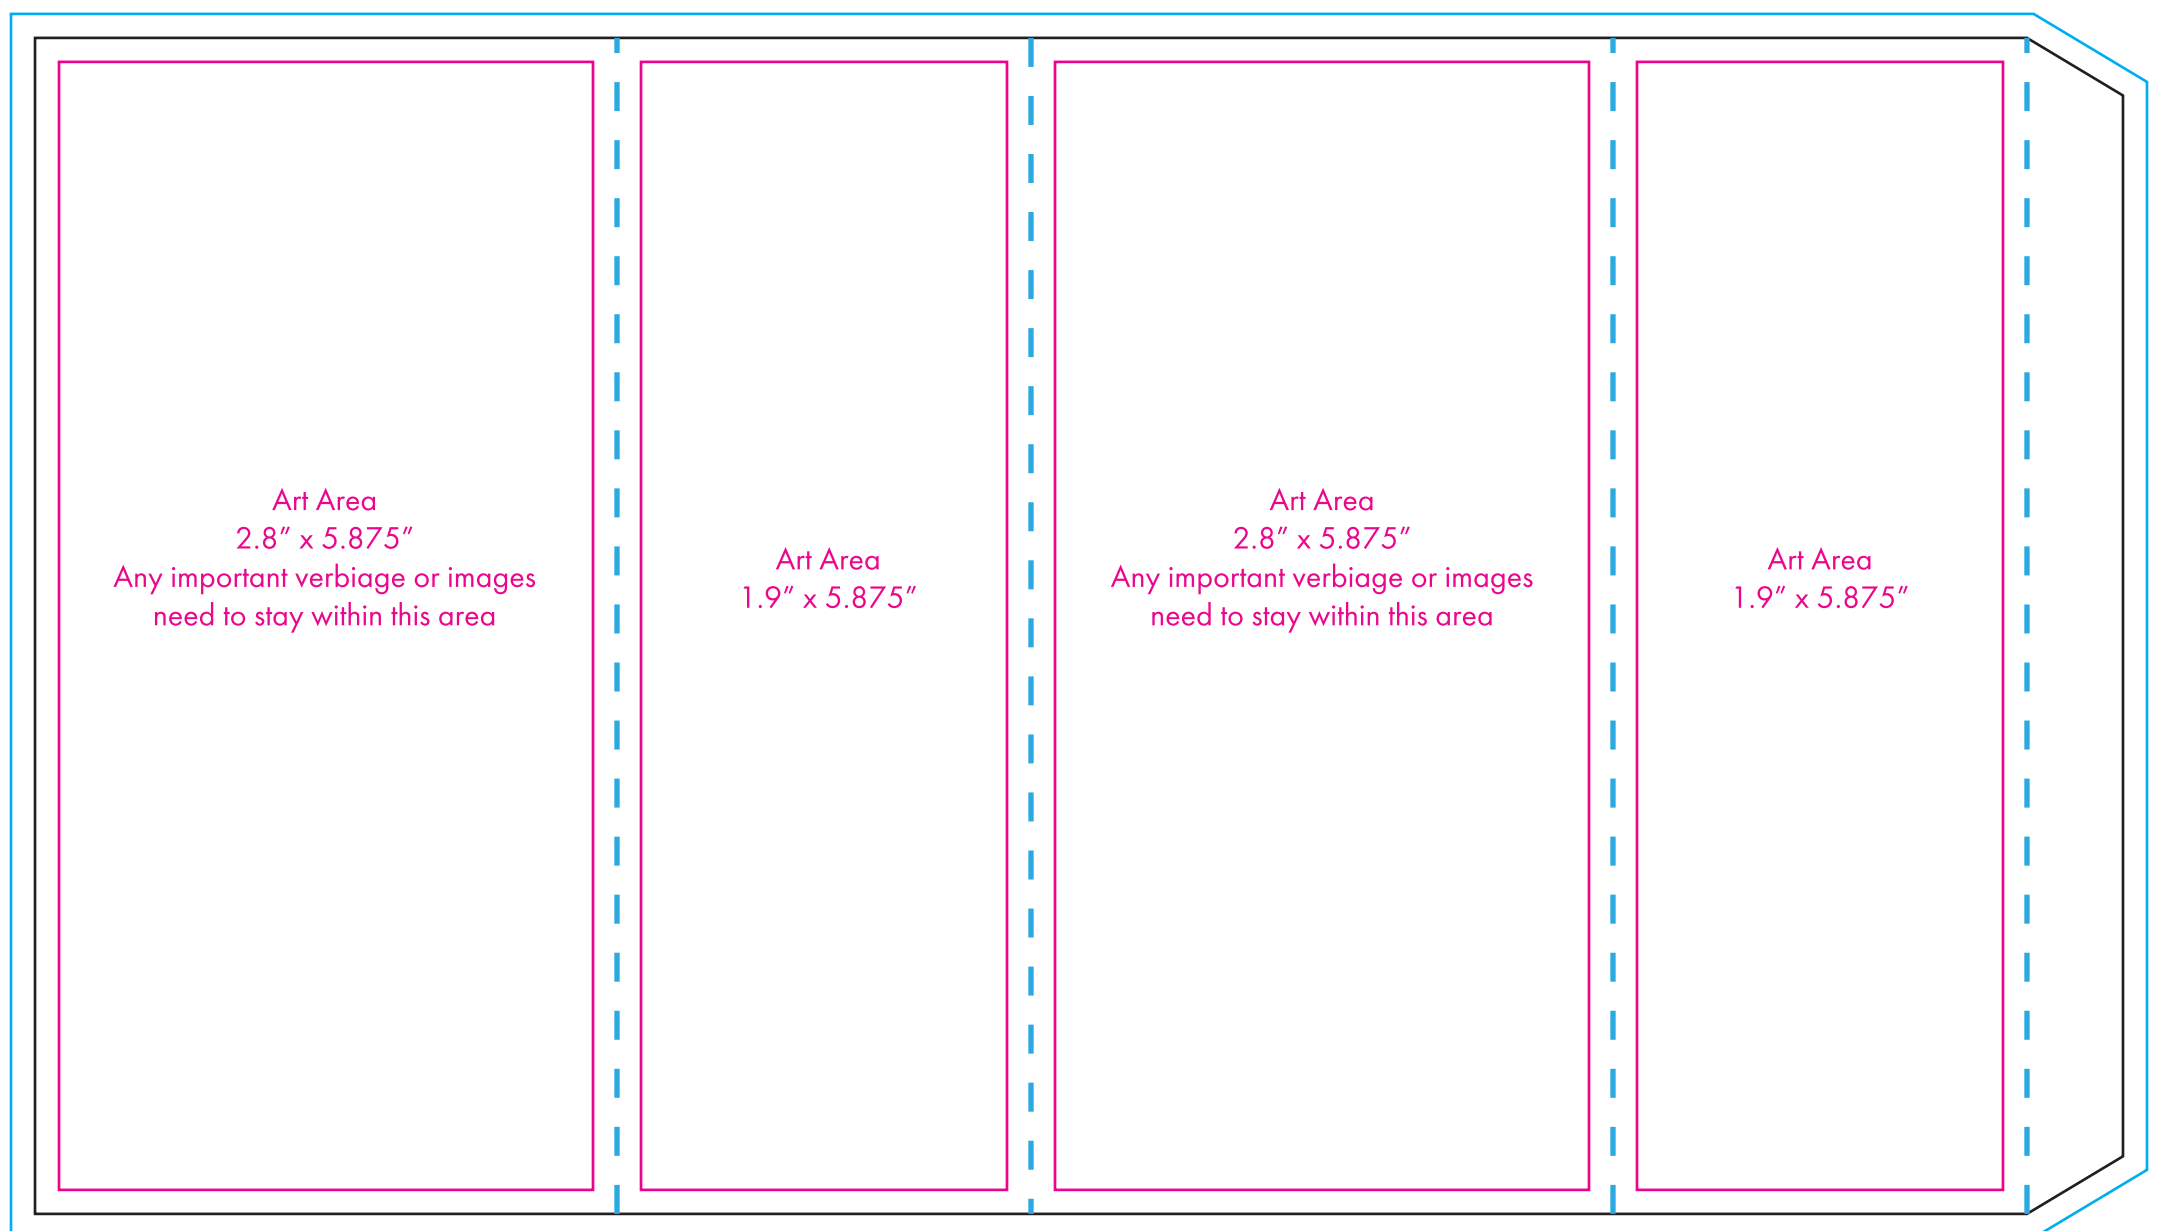 Art Area
2.8” x 5.875”
Any important verbiage or images
need to stay within this area
Art Area
1.9” x 5.875”
Art Area
2.8” x 5.875”
Any important verbiage or images
need to stay within this area
Art Area
1.9” x 5.875”